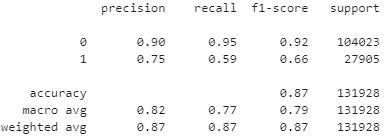 precision recall f1-score support
0 0.90 0.95 0.92 104023
1 0.75 0.59 0.66 27905
accuracy 0.87 131928
macro avg 0.82 0.77 0.79 131928
weighted avg 0.87 0.87 0.87 131928